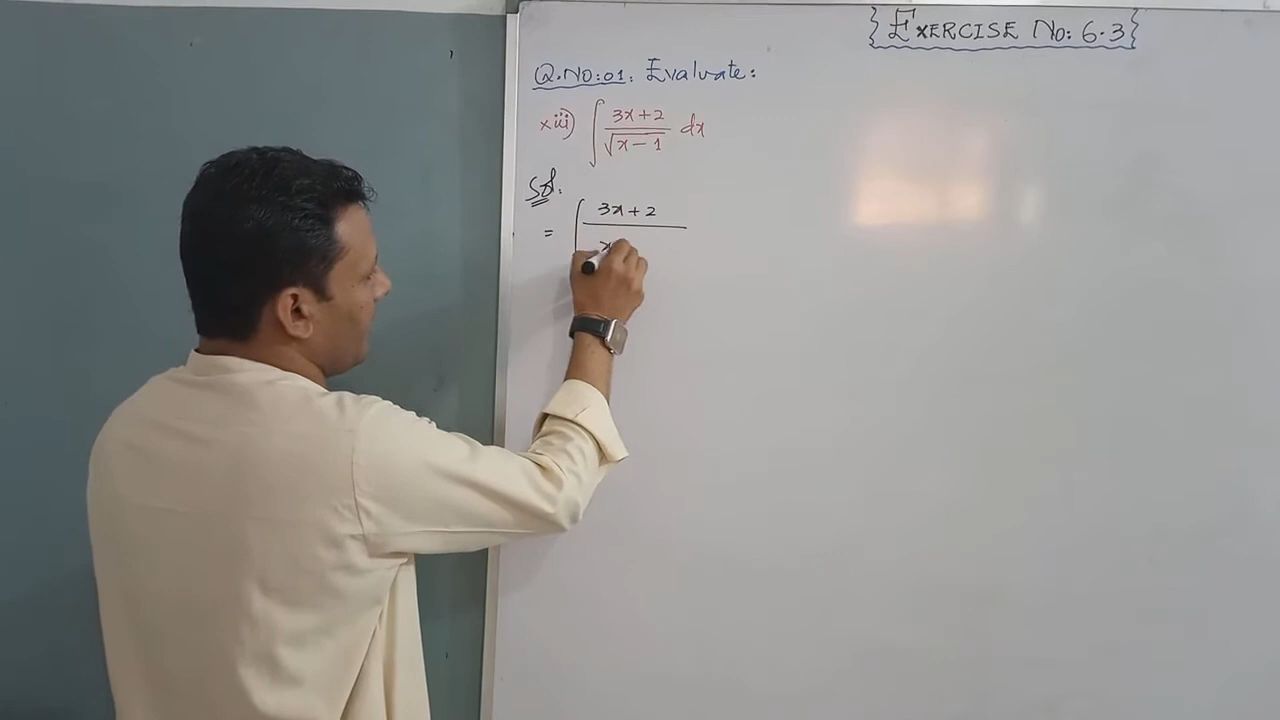 { EXERCISE No: 6.3 }
Q.No:01: Evaluate:
xiii) ∫ (3x+2)/√(x-1) dx
Sol:
= ∫ 3x+2
x